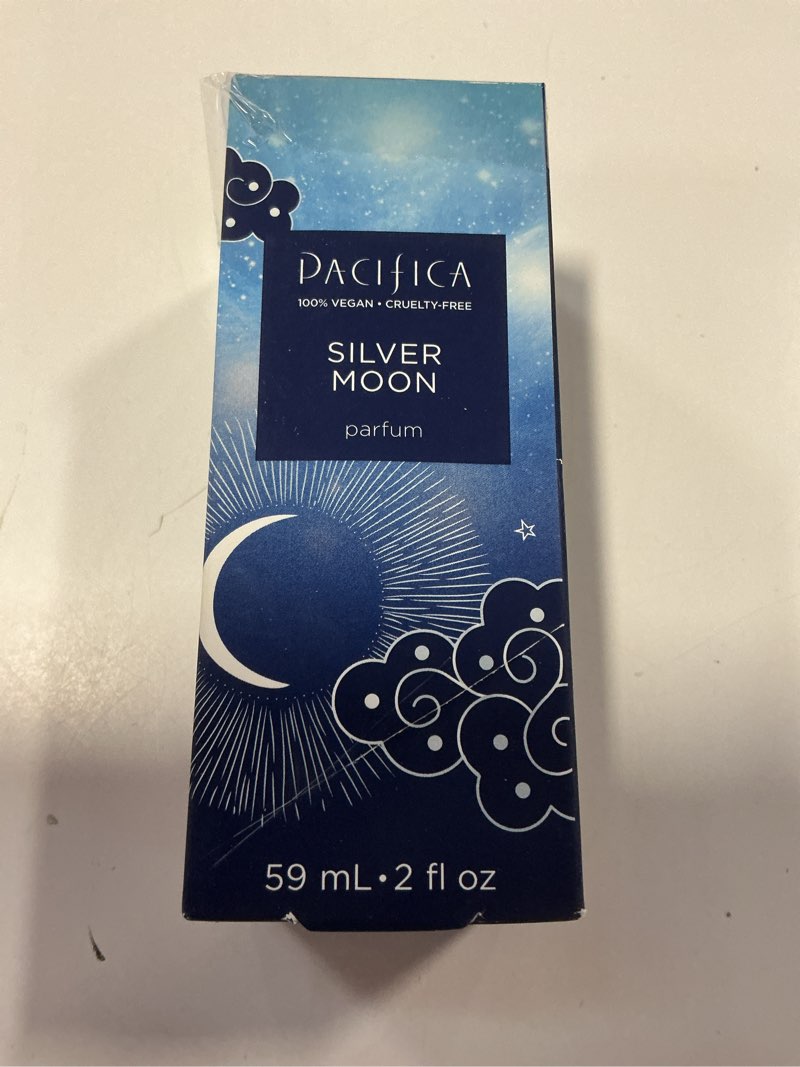 PACIFICA
100% VEGAN • CRUELTY-FREE
SILVER
MOON
parfum
59 mL • 2 fl oz